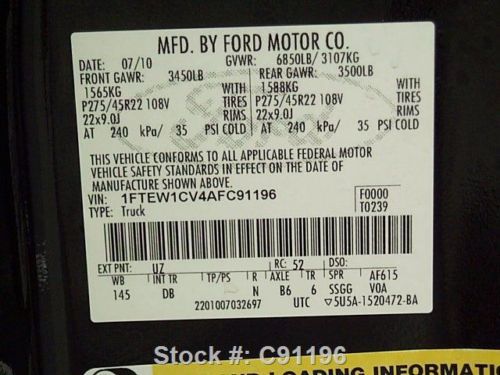 MFD. BY FORD MOTOR CO.
DATE: 07/10 GVWR: 6850LB/ 3107KG
FRONT GAWR: 3450LB REAR GAWR: 3500LB
1565KG WITH 1588KG WITH
P275/45R22 108V TIRES P275/45R22 108V TIRES
22x9.0J RIMS 22x9.0J RIMS
AT 240 kPa/ 35 PSI COLD AT 240 kPa/ 35 PSI COLD
THIS VEHICLE CONFORMS TO ALL APPLICABLE FEDERAL MOTOR
VEHICLE SAFETY STANDARDS IN EFFECT ON THE DATE OF
MANUFACTURE SHOWN ABOVE.
VIN: 1FTEW1CV4AFC91196 F0000
TYPE: Truck T0239
EXT PNT: UZ RC: 52 DSO:
WB INT TR TP/PS R AXLE TR SPR AF615
145 DB N B6 6 SSGG VOA
2201007032697 UTC ▽5U5A-1520472-BA
Stock #: C91196
LOADING INFORMATION